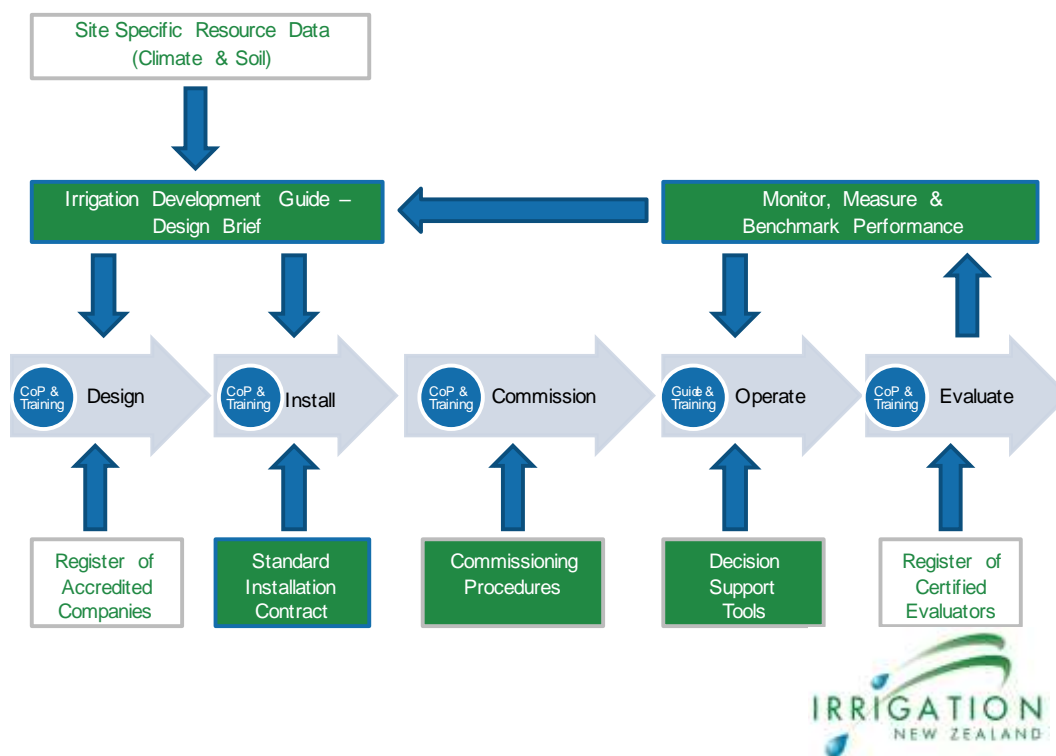 Site Specific Resource Data
(Climate & Soil)
Irrigation Development Guide –
Design Brief
Monitor, Measure &
Benchmark Performance
CoP &
Training
Design
CoP &
Training
Install
CoP &
Training
Commission
Guide &
Training
Operate
CoP &
Training
Evaluate
Register of
Accredited
Companies
Standard
Installation
Contract
Commissioning
Procedures
Decision
Support
Tools
Register of
Certified
Evaluators
IRRIGATION
NEW ZEALAND